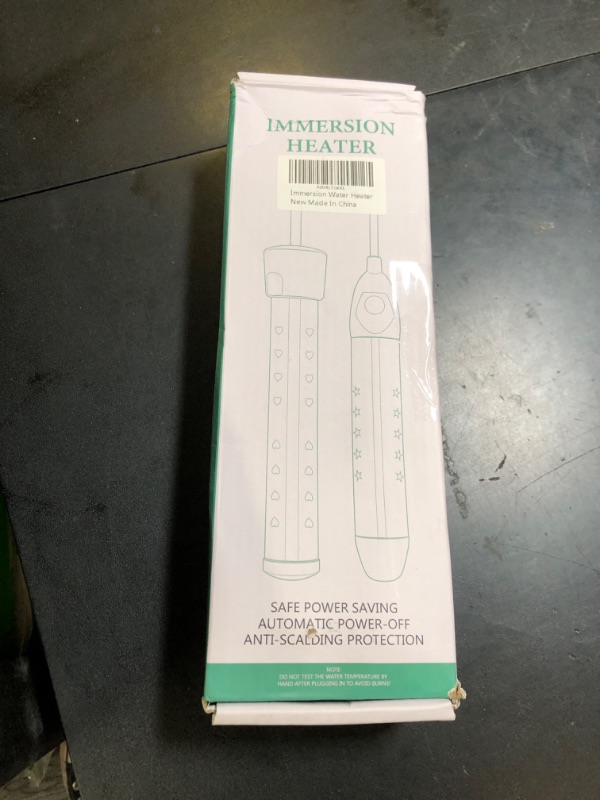 IMMERSION
HEATER
Immersion Water Heater
New Made In China
SAFE POWER SAVING
AUTOMATIC POWER-OFF
ANTI-SCALDING PROTECTION
NOTE:
DO NOT TEST THE WATER TEMPERATURE BY
HAND AFTER PLUGGING IN TO AVOID BURNS!